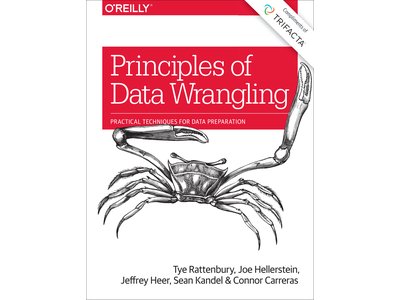 O'REILLY®
Compliments of
TRIFACTA
Principles of
Data Wrangling
PRACTICAL TECHNIQUES FOR DATA PREPARATION
Tye Rattenbury, Joe Hellerstein,
Jeffrey Heer, Sean Kandel & Connor Carreras